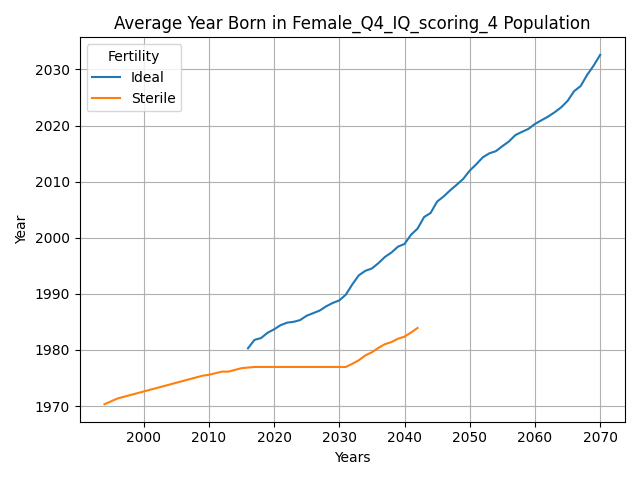 Average Year Born in Female_Q4_IQ_scoring_4 Population
Fertility
Ideal
Sterile
2030
2020
2010
2000
1990
1980
1970
Year
2000 2010 2020 2030 2040 2050 2060 2070
Years